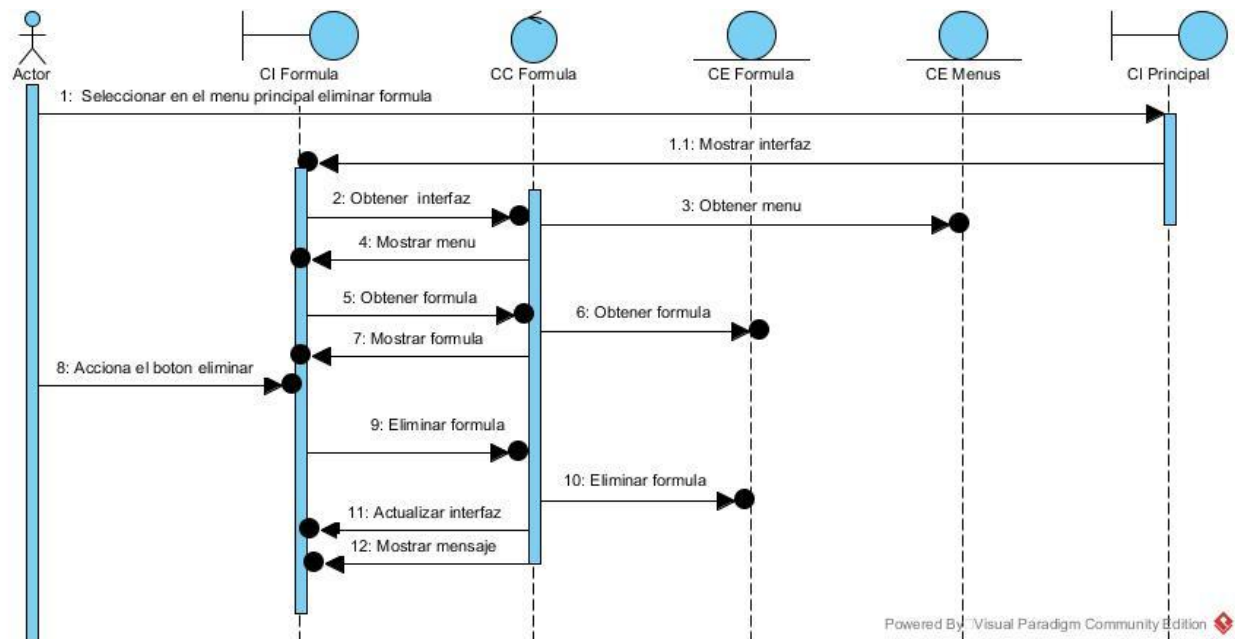 Actor
CI Formula
CC Formula
CE Formula
CE Menus
CI Principal
1: Seleccionar en el menu principal eliminar formula
1.1: Mostrar interfaz
2: Obtener interfaz
3: Obtener menu
4: Mostrar menu
5: Obtener formula
6: Obtener formula
7: Mostrar formula
8: Acciona el boton eliminar
9: Eliminar formula
10: Eliminar formula
11: Actualizar interfaz
12: Mostrar mensaje
Powered By Visual Paradigm Community Edition